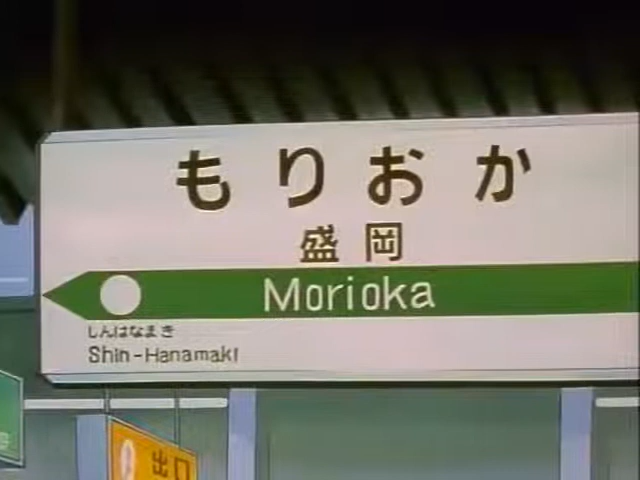 もりおか
盛岡
Morioka
しんはなまき
Shin-Hanamaki
出口